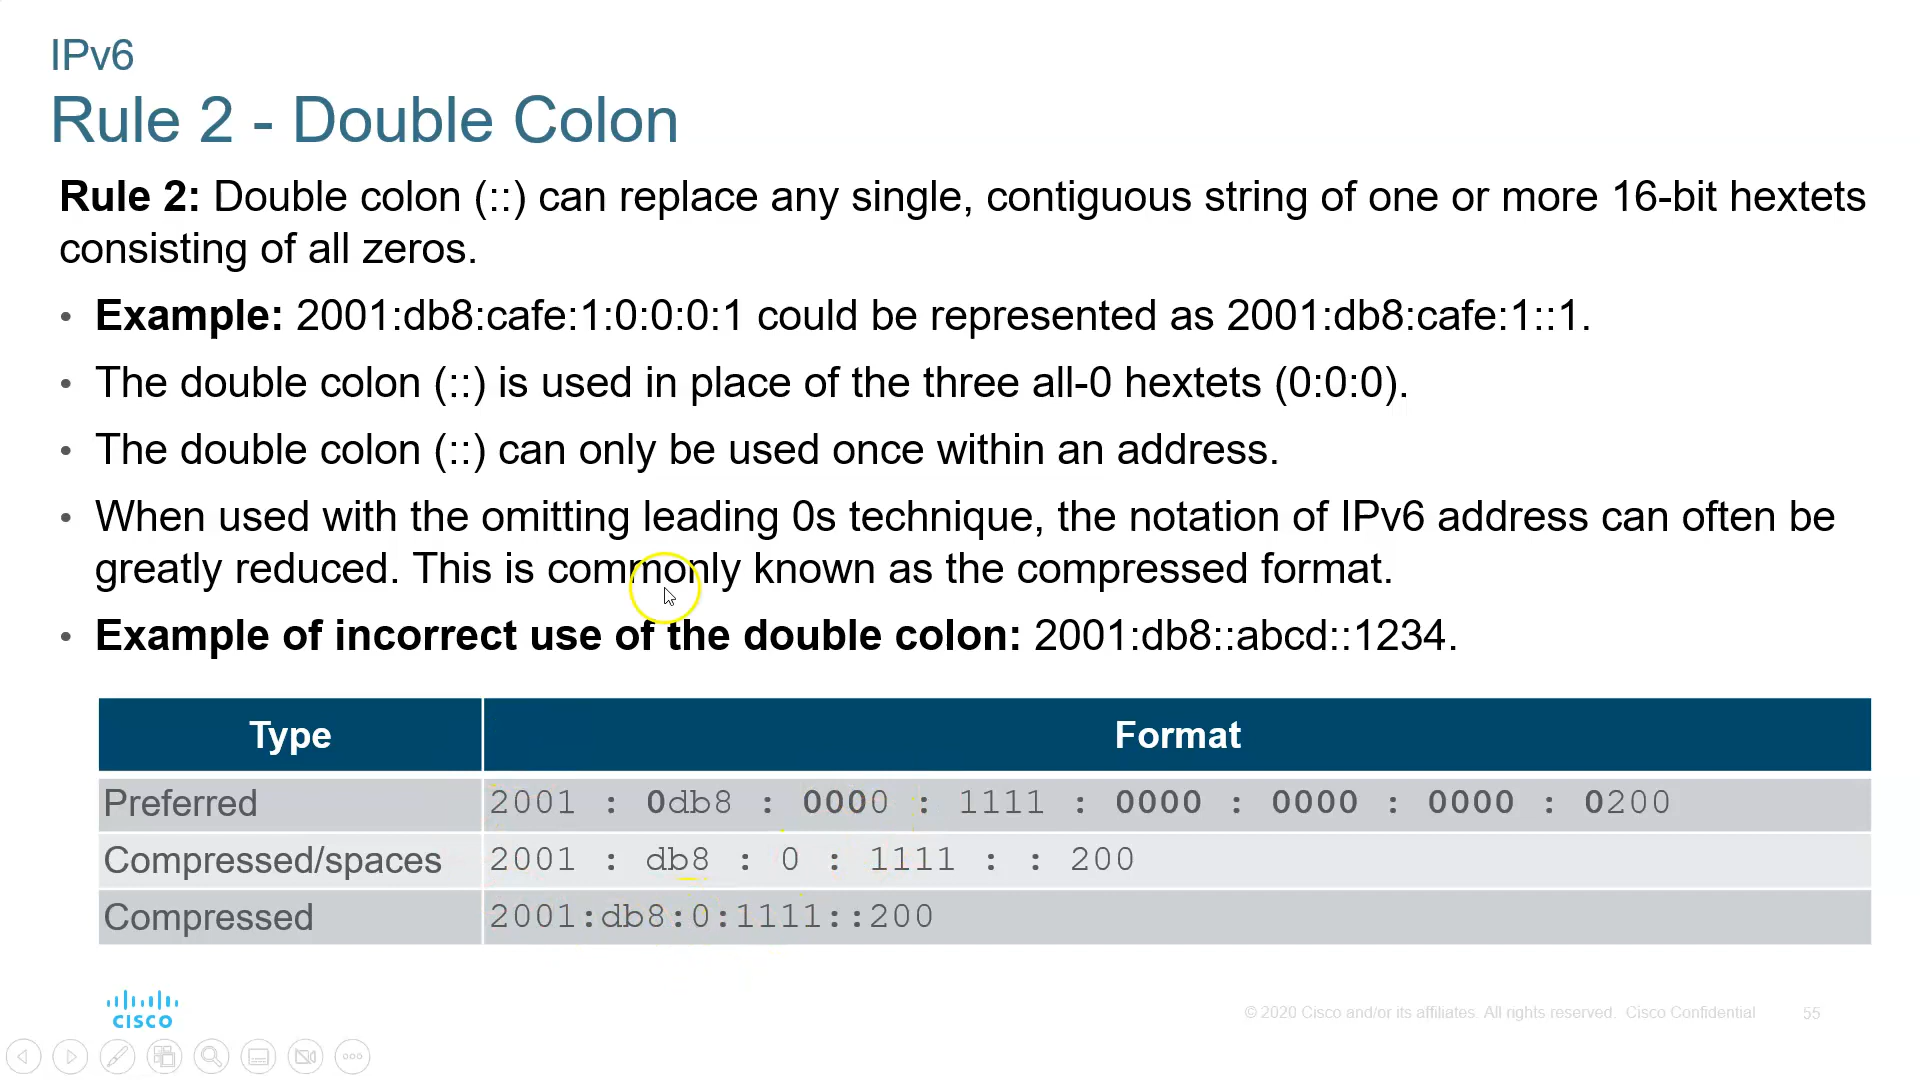 IPv6
Rule 2 - Double Colon
Rule 2: Double colon (::) can replace any single, contiguous string of one or more 16-bit hextets
consisting of all zeros.
• Example: 2001:db8:cafe:1:0:0:0:1 could be represented as 2001:db8:cafe:1::1.
• The double colon (::) is used in place of the three all-0 hextets (0:0:0).
• The double colon (::) can only be used once within an address.
• When used with the omitting leading 0s technique, the notation of IPv6 address can often be
greatly reduced. This is commonly known as the compressed format.
• Example of incorrect use of the double colon: 2001:db8::abcd::1234.
Type Format
Preferred 2001 : 0db8 : 0000 : 1111 : 0000 : 0000 : 0000 : 0200
Compressed/spaces 2001 : db8 : 0 : 1111 : : 200
Compressed 2001:db8:0:1111::200
CISCO
© 2020 Cisco and/or its affiliates. All rights reserved. Cisco Confidential 55